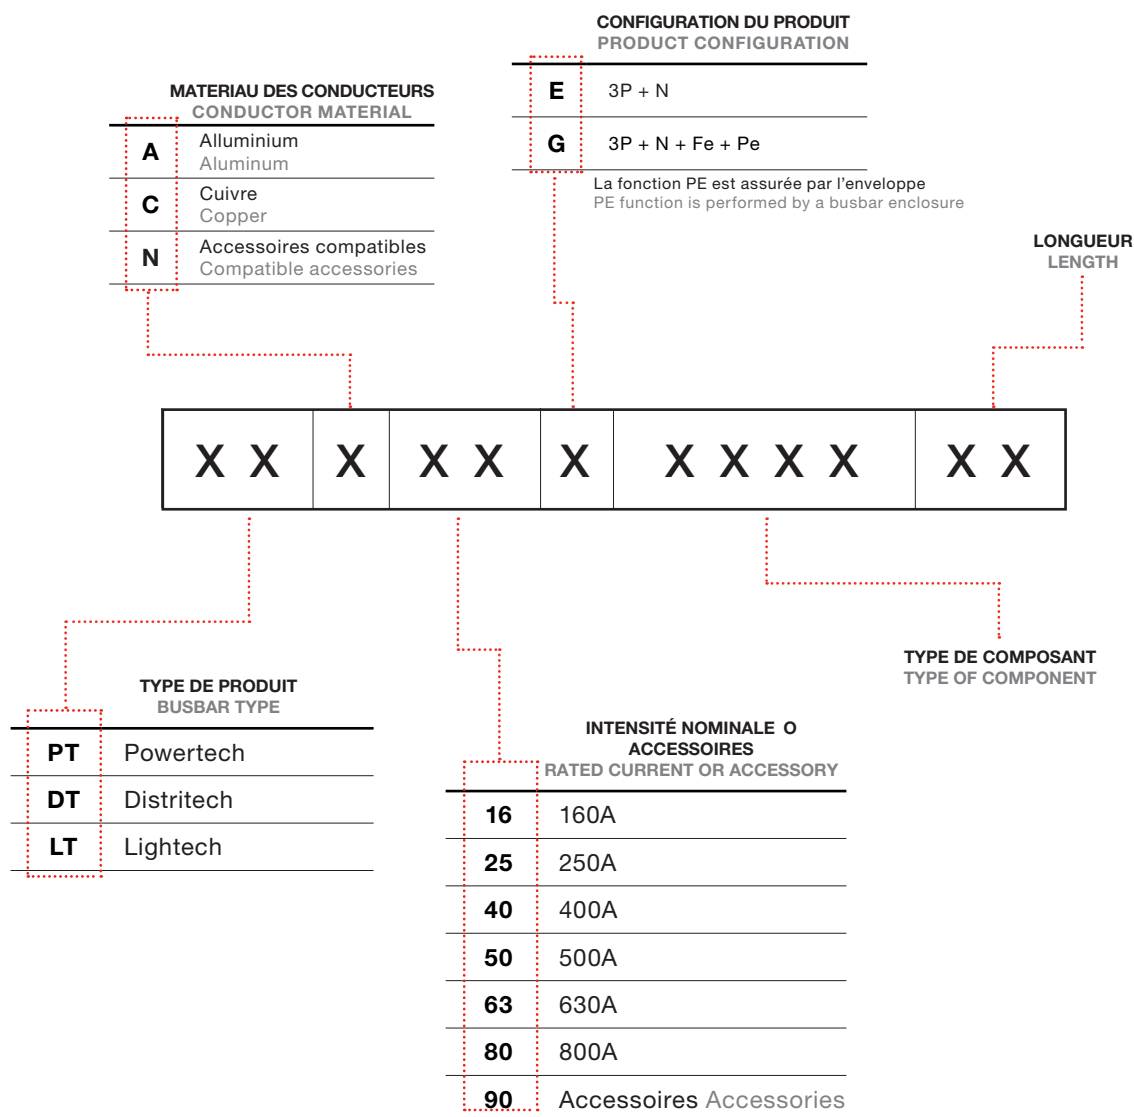 CONFIGURATION DU PRODUIT
PRODUCT CONFIGURATION
E 3P + N
G 3P + N + Fe + Pe
La fonction PE est assurée par l'enveloppe
PE function is performed by a busbar enclosure
MATERIAU DES CONDUCTEURS
CONDUCTOR MATERIAL
A Alluminium
Aluminum
C Cuivre
Copper
N Accessoires compatibles
Compatible accessories
LONGUEUR
LENGTH
X X X X X X X X X X X X
TYPE DE COMPOSANT
TYPE OF COMPONENT
TYPE DE PRODUIT
BUSBAR TYPE
PT Powertech
DT Distritech
LT Lightech
INTENSITÉ NOMINALE O
ACCESSOIRES
RATED CURRENT OR ACCESSORY
16 160A
25 250A
40 400A
50 500A
63 630A
80 800A
90 Accessoires Accessories